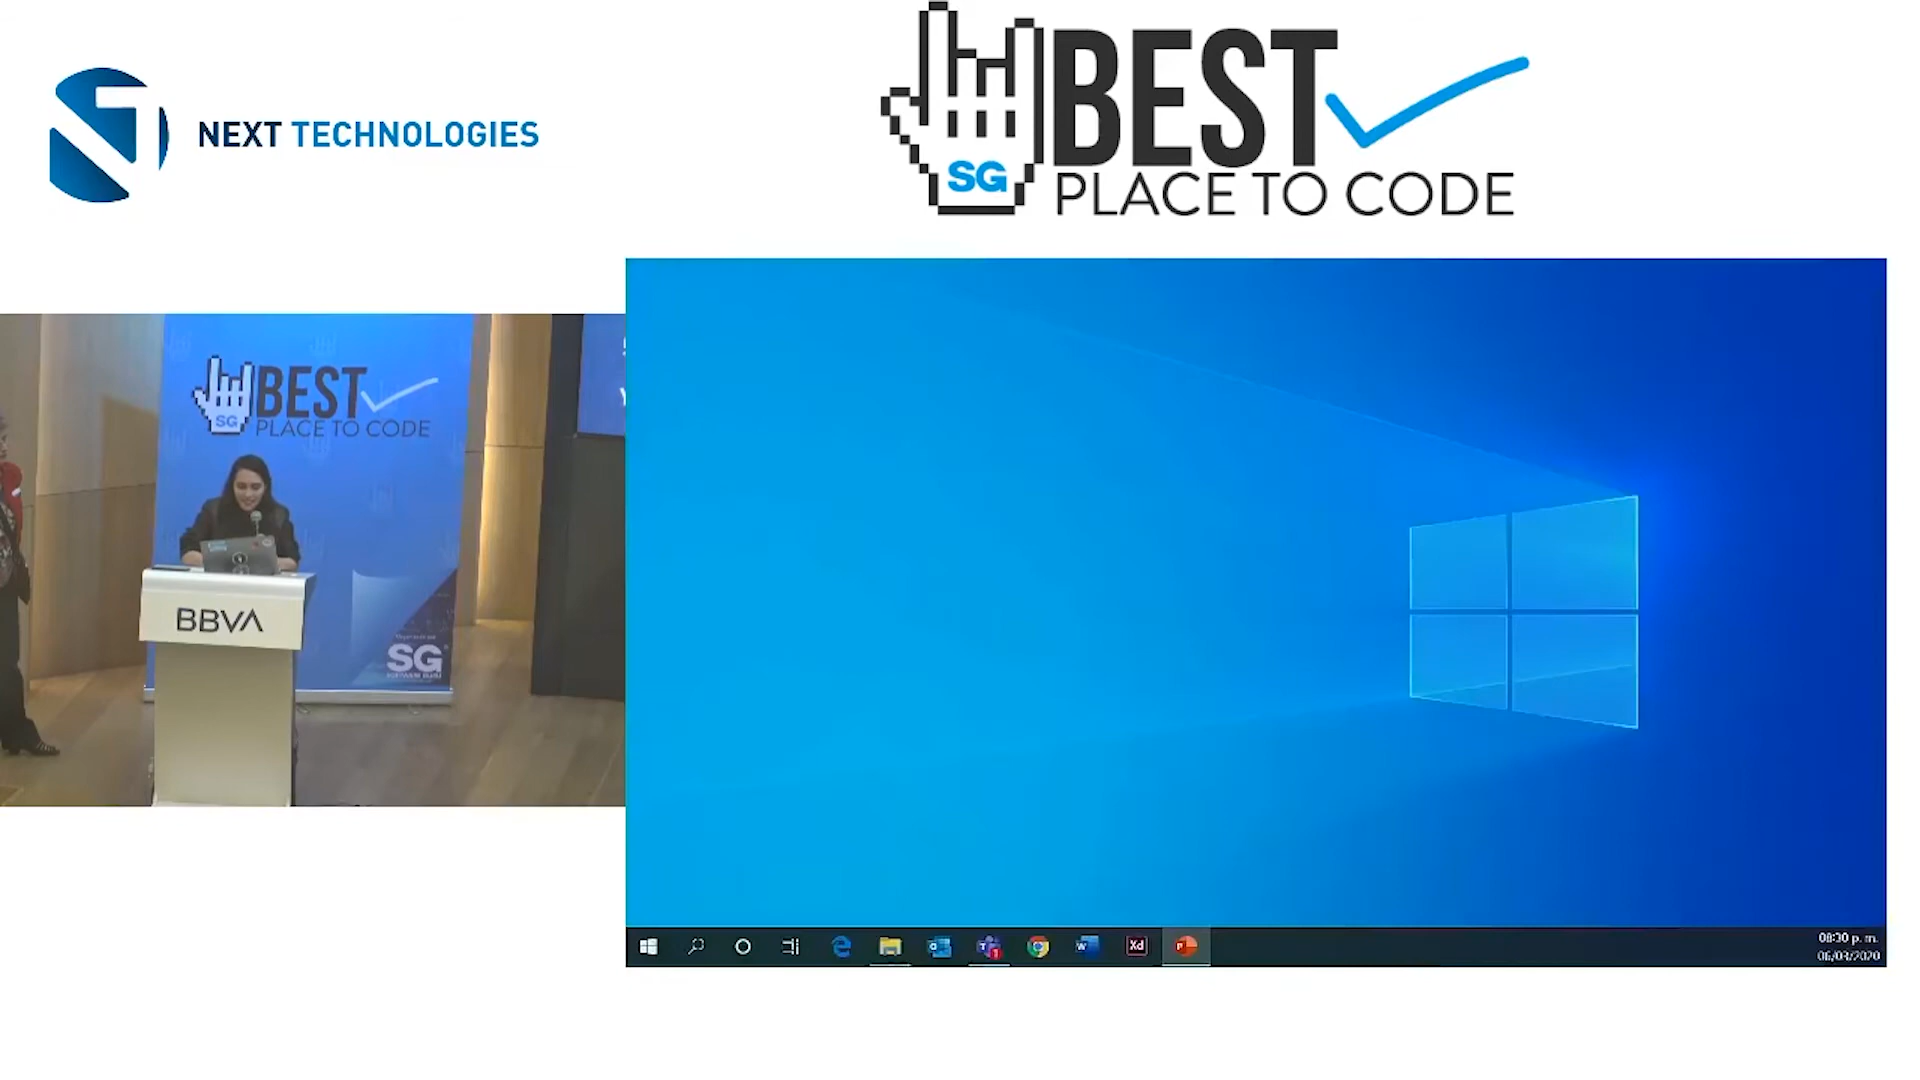 NEXT TECHNOLOGIES
BEST
SG
PLACE TO CODE
BEST
SG
PLACE TO CODE
BBVA
SG
W
Xd
P
08:30 p. m.
06/03/2020